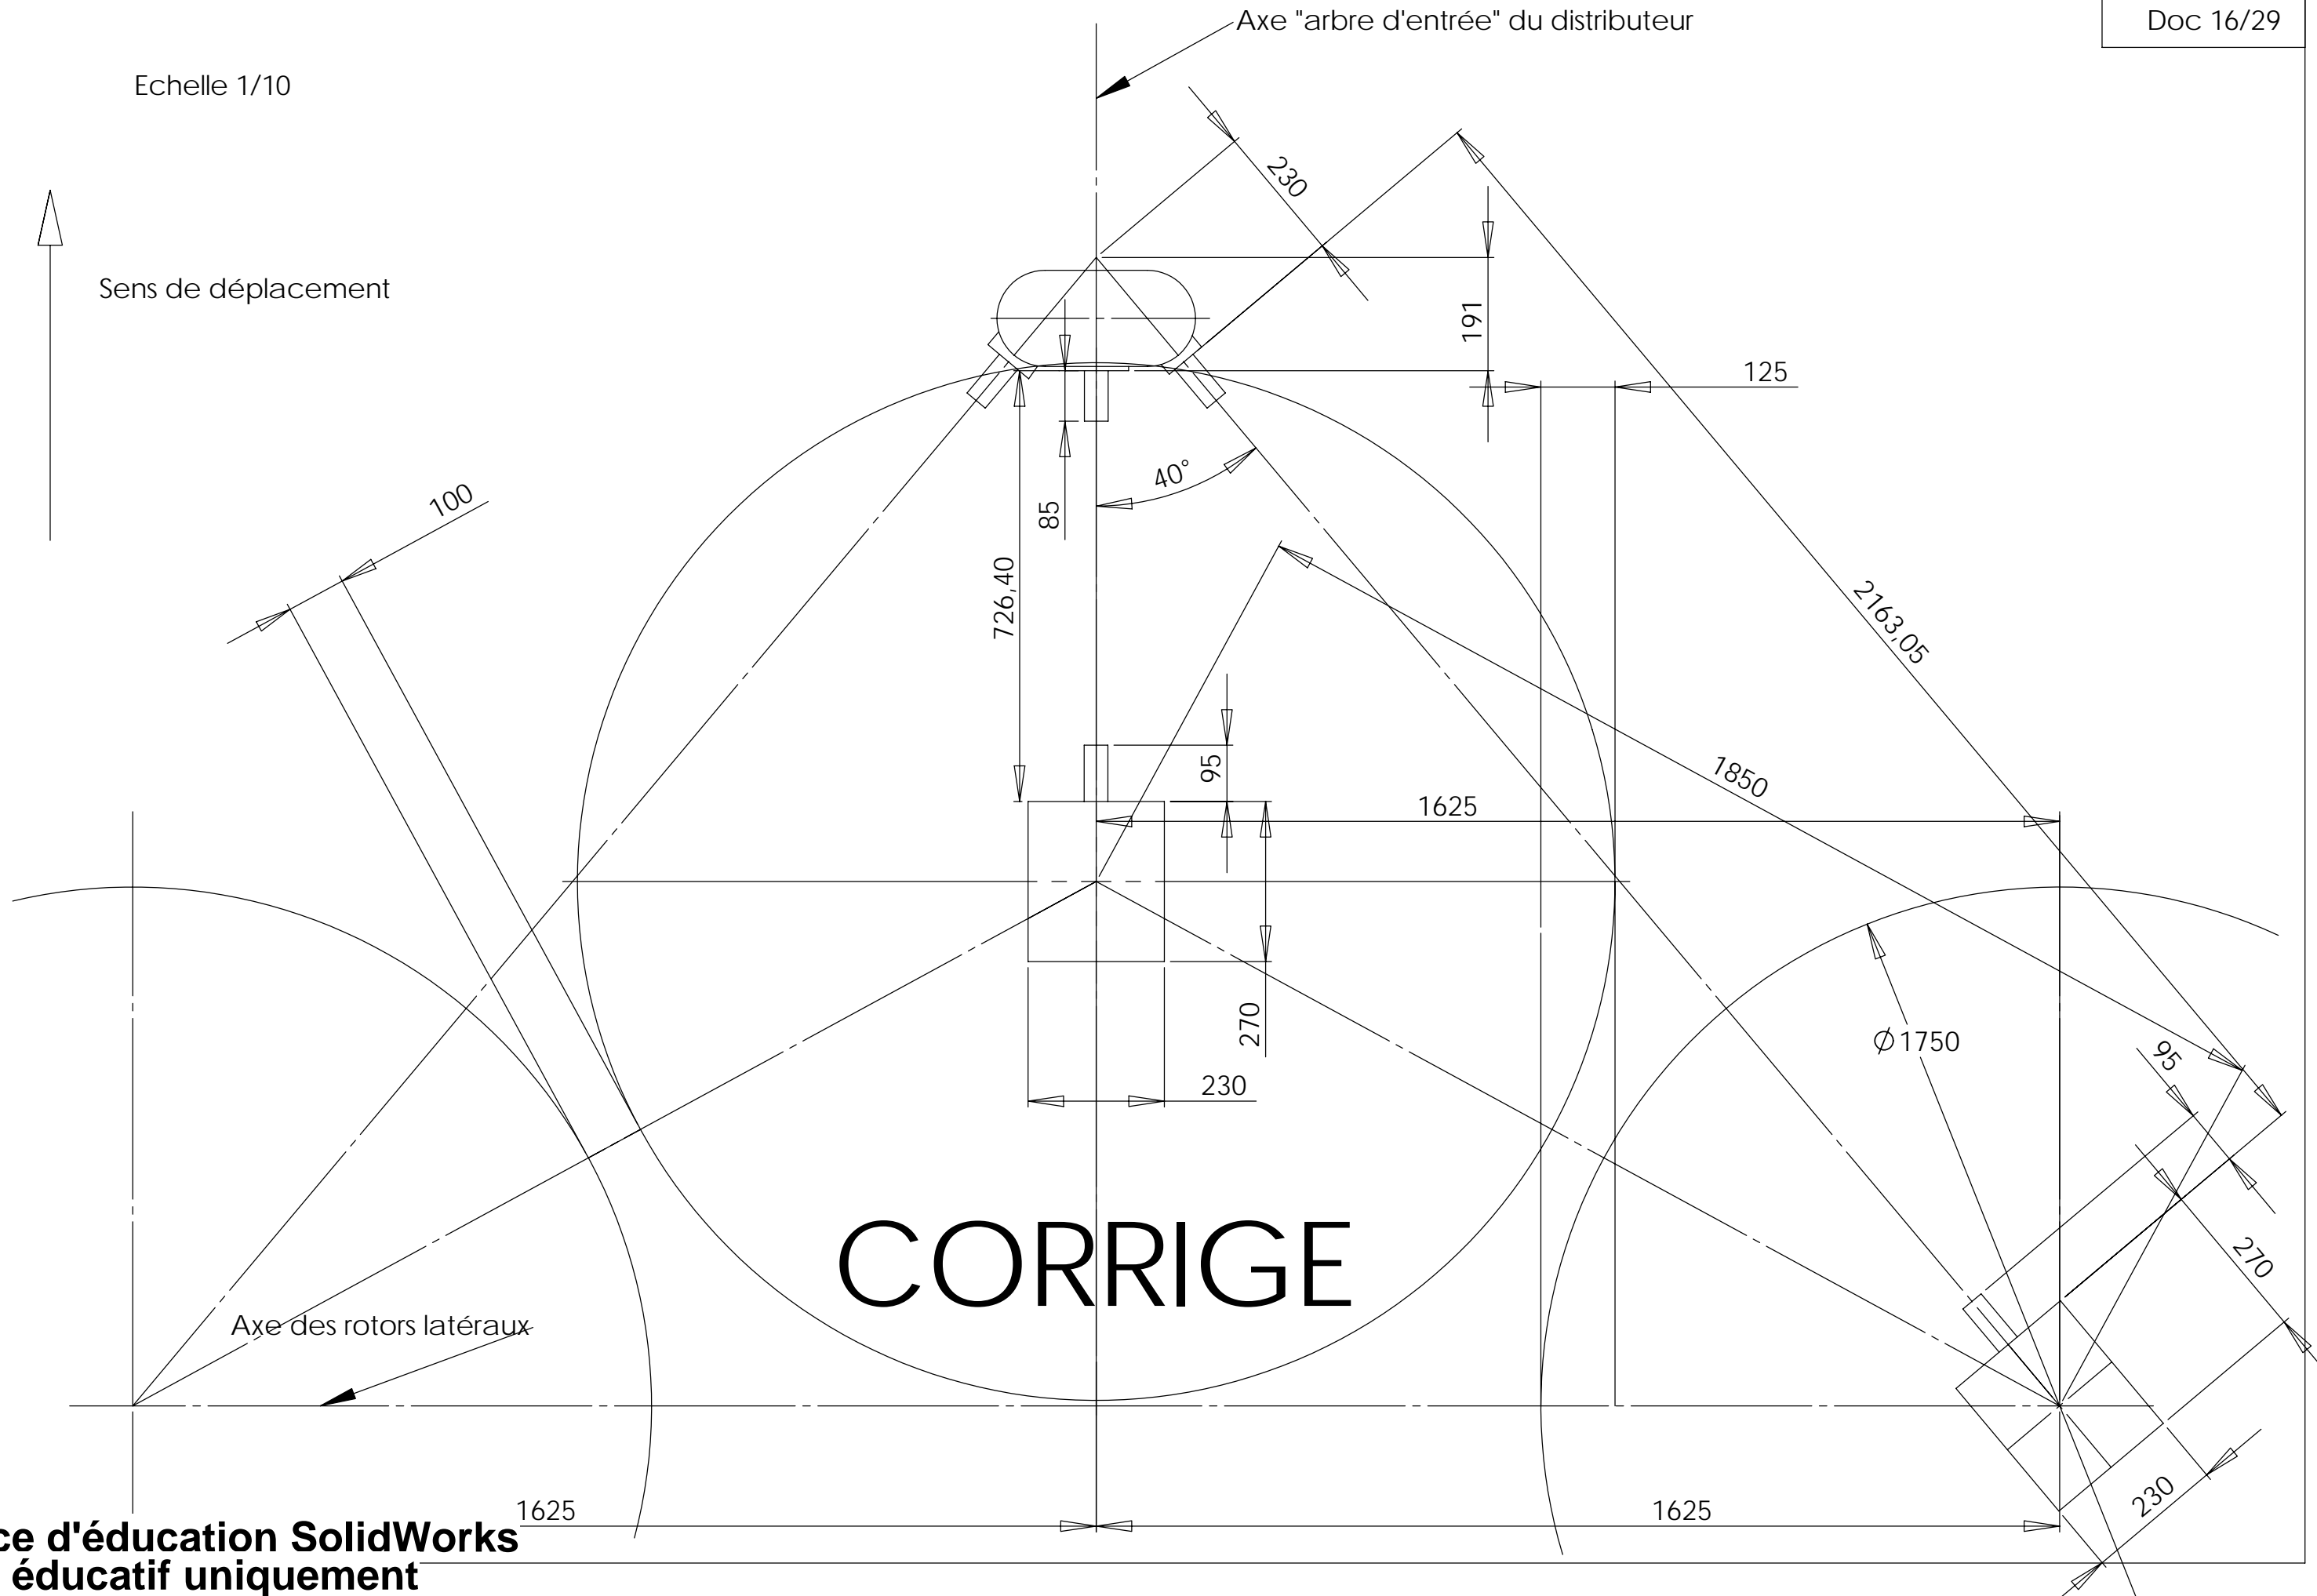 Axe "arbre d'entrée" du distributeur
Doc 16/29
Echelle 1/10
230
Sens de déplacement
191
125
40°
100
85
726,40
2163,05
95
1850
1625
270
Ø 1750
95
230
270
CORRIGE
Axe des rotors latéraux
230
1625
1625
d'éducation SolidWorks
éducatif uniquement